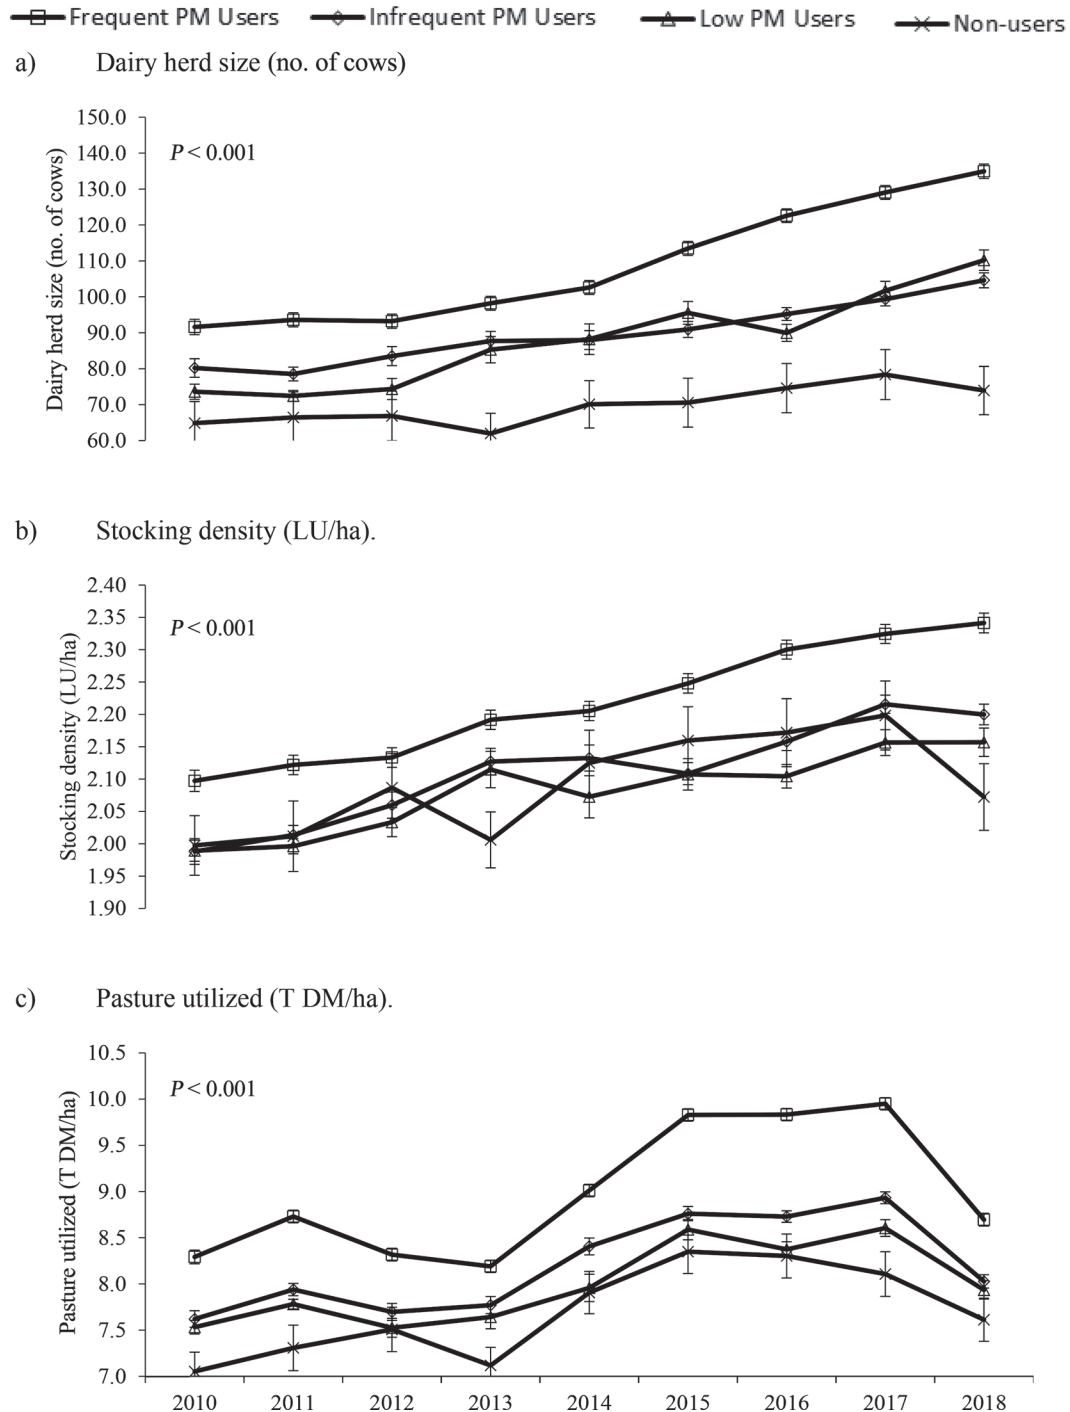 Frequent PM Users Infrequent PM Users Low PM Users Non-users
a) Dairy herd size (no. of cows)
150.0
140.0
130.0
120.0
110.0
100.0
90.0
80.0
70.0
60.0
Dairy herd size (no. of cows)
P < 0.001
b) Stocking density (LU/ha).
2.40
2.35
2.30
2.25
2.20
2.15
2.10
2.05
2.00
1.95
1.90
Stocking density (LU/ha)
P < 0.001
c) Pasture utilized (T DM/ha).
10.5
10.0
9.5
9.0
8.5
8.0
7.5
7.0
Pasture utilized (T DM/ha)
P < 0.001
2010 2011 2012 2013 2014 2015 2016 2017 2018